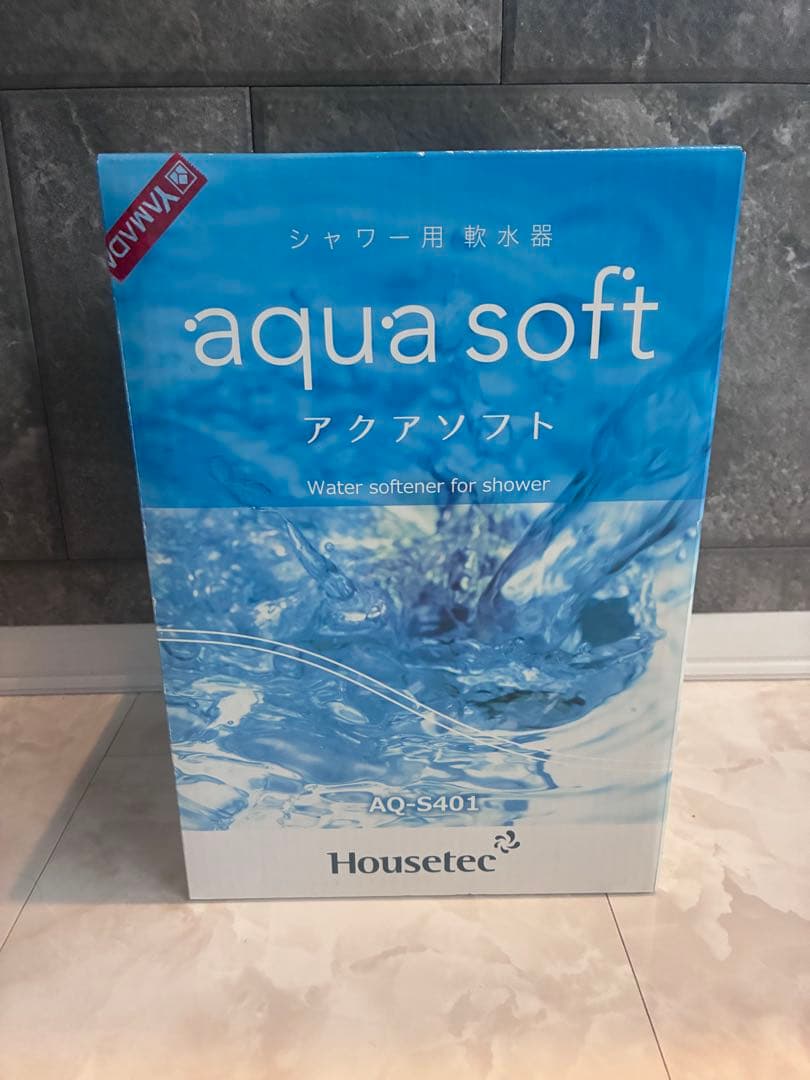 YAMADA
シャワー用 軟水器
aqua soft
アクアソフト
Water softener for shower
AQ-S401
Housetec